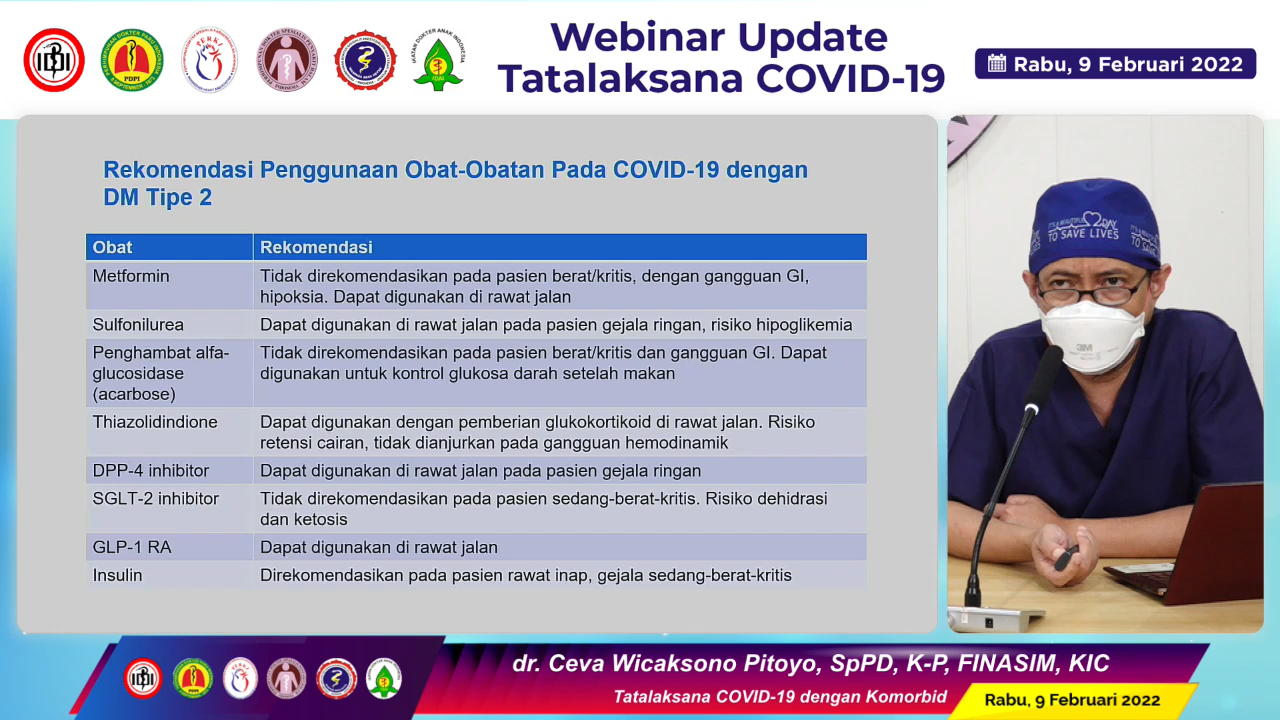 Webinar Update
Tatalaksana COVID-19
Rabu, 9 Februari 2022
Rekomendasi Penggunaan Obat-Obatan Pada COVID-19 dengan
DM Tipe 2
Obat Rekomendasi
Metformin Tidak direkomendasikan pada pasien berat/kritis, dengan gangguan GI,
hipoksia. Dapat digunakan di rawat jalan
Sulfonilurea Dapat digunakan di rawat jalan pada pasien gejala ringan, risiko hipoglikemia
Penghambat alfa-
glucosidase
(acarbose)
Tidak direkomendasikan pada pasien berat/kritis dan gangguan GI. Dapat
digunakan untuk kontrol glukosa darah setelah makan
Thiazolidindione Dapat digunakan dengan pemberian glukokortikoid di rawat jalan. Risiko
retensi cairan, tidak dianjurkan pada gangguan hemodinamik
DPP-4 inhibitor Dapat digunakan di rawat jalan pada pasien gejala ringan
SGLT-2 inhibitor Tidak direkomendasikan pada pasien sedang-berat-kritis. Risiko dehidrasi
dan ketosis
GLP-1 RA Dapat digunakan di rawat jalan
Insulin Direkomendasikan pada pasien rawat inap, gejala sedang-berat-kritis
IT'S A BEAUTIFUL DAY
TO SAVE LIVES
3M
dr. Ceva Wicaksono Pitoyo, SpPD, K-P, FINASIM, KIC
Tatalaksana COVID-19 dengan Komorbid
Rabu, 9 Februari 2022
IDI
PDPI
PERKI
IDAI